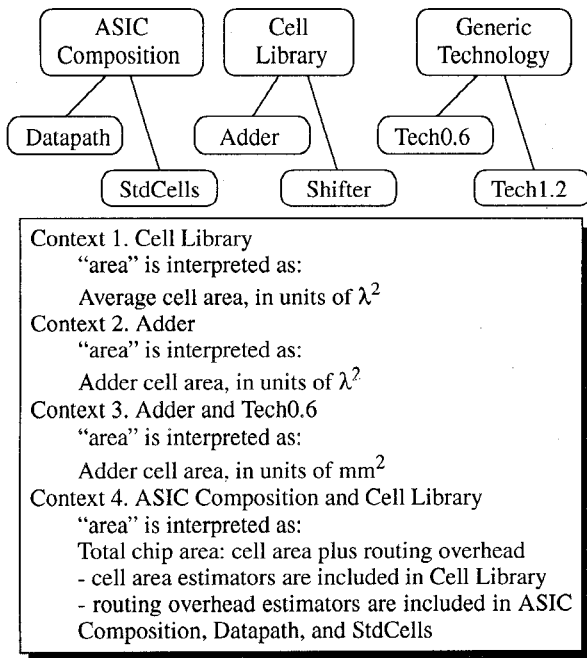 ASIC
Composition
Cell
Library
Generic
Technology
Datapath
Adder
Tech0.6
StdCells
Shifter
Tech1.2
Context 1. Cell Library
“area” is interpreted as:
Average cell area, in units of λ²
Context 2. Adder
“area” is interpreted as:
Adder cell area, in units of λ²
Context 3. Adder and Tech0.6
“area” is interpreted as:
Adder cell area, in units of mm²
Context 4. ASIC Composition and Cell Library
“area” is interpreted as:
Total chip area: cell area plus routing overhead
- cell area estimators are included in Cell Library
- routing overhead estimators are included in ASIC
Composition, Datapath, and StdCells